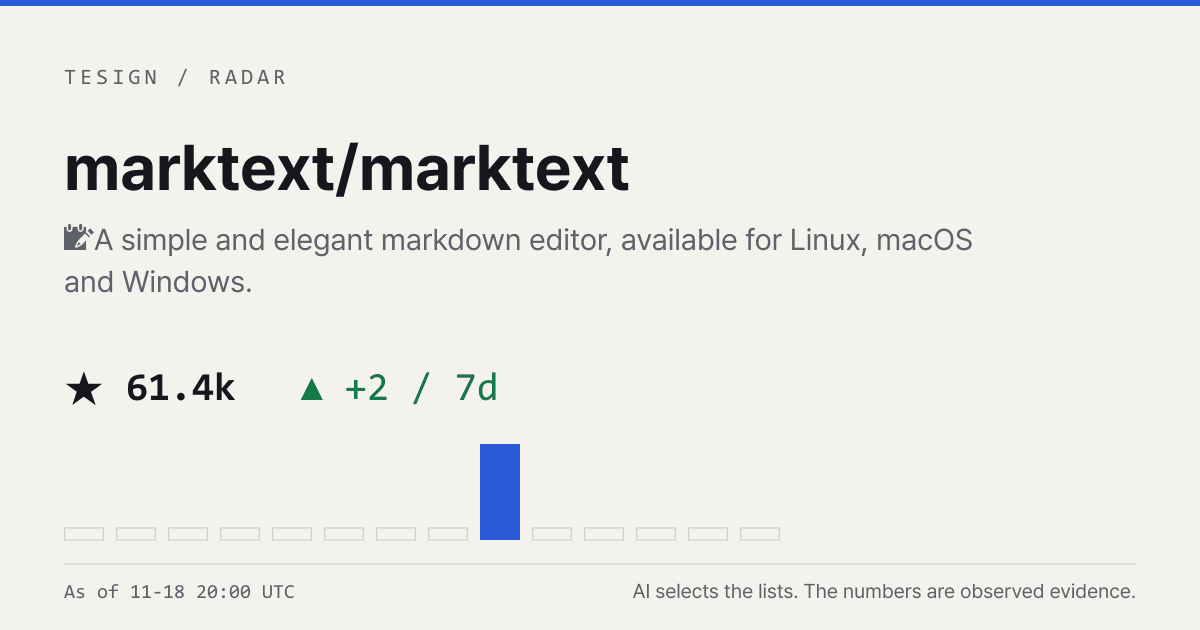 TESIGN / RADAR
marktext/marktext
📝A simple and elegant markdown editor, available for Linux, macOS
and Windows.
★ 61.4k ▲ +2 / 7d
As of 11-18 20:00 UTC
AI selects the lists. The numbers are observed evidence.